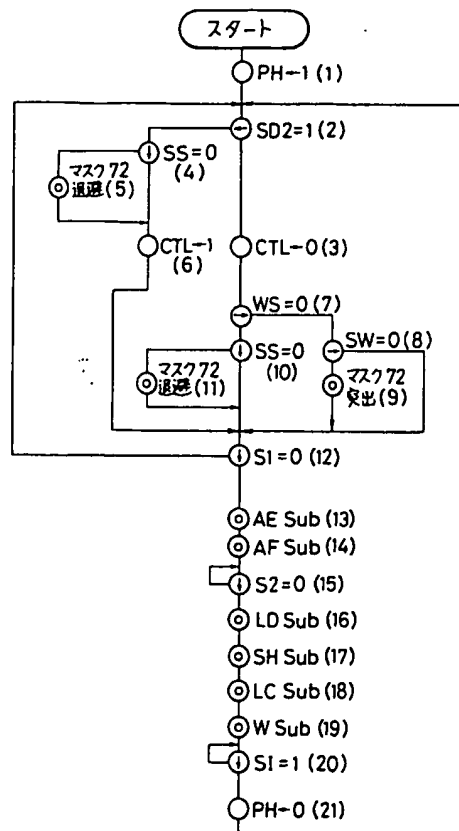 スタート
PH←1 (1)
SD2=1 (2)
SS=0
(4)
マスク72
退避(5)
CTL←1
(6)
CTL←0(3)
WS=0(7)
SS=0
(10)
SW=0(8)
マスク72
退避(11)
マスク72
突出(9)
S1=0 (12)
AE Sub (13)
AF Sub (14)
S2=0 (15)
LD Sub (16)
SH Sub (17)
LC Sub (18)
W Sub (19)
SI=1 (20)
PH←0 (21)